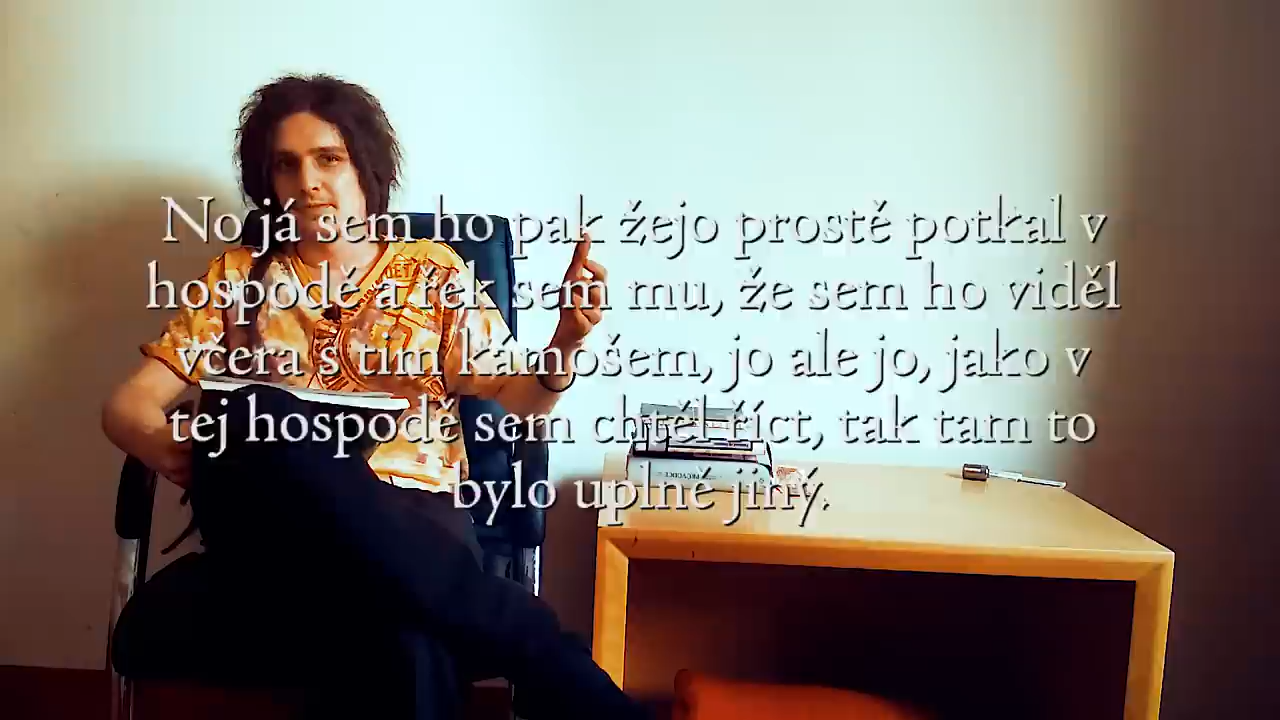 No já sem ho pak žejo prostě potkal v
hospodě a řek sem mu, že sem ho viděl
včera s tim kámošem, jo ale jo, jako v
tej hospodě sem chtěl říct, tak tam to
bylo uplně jiný.